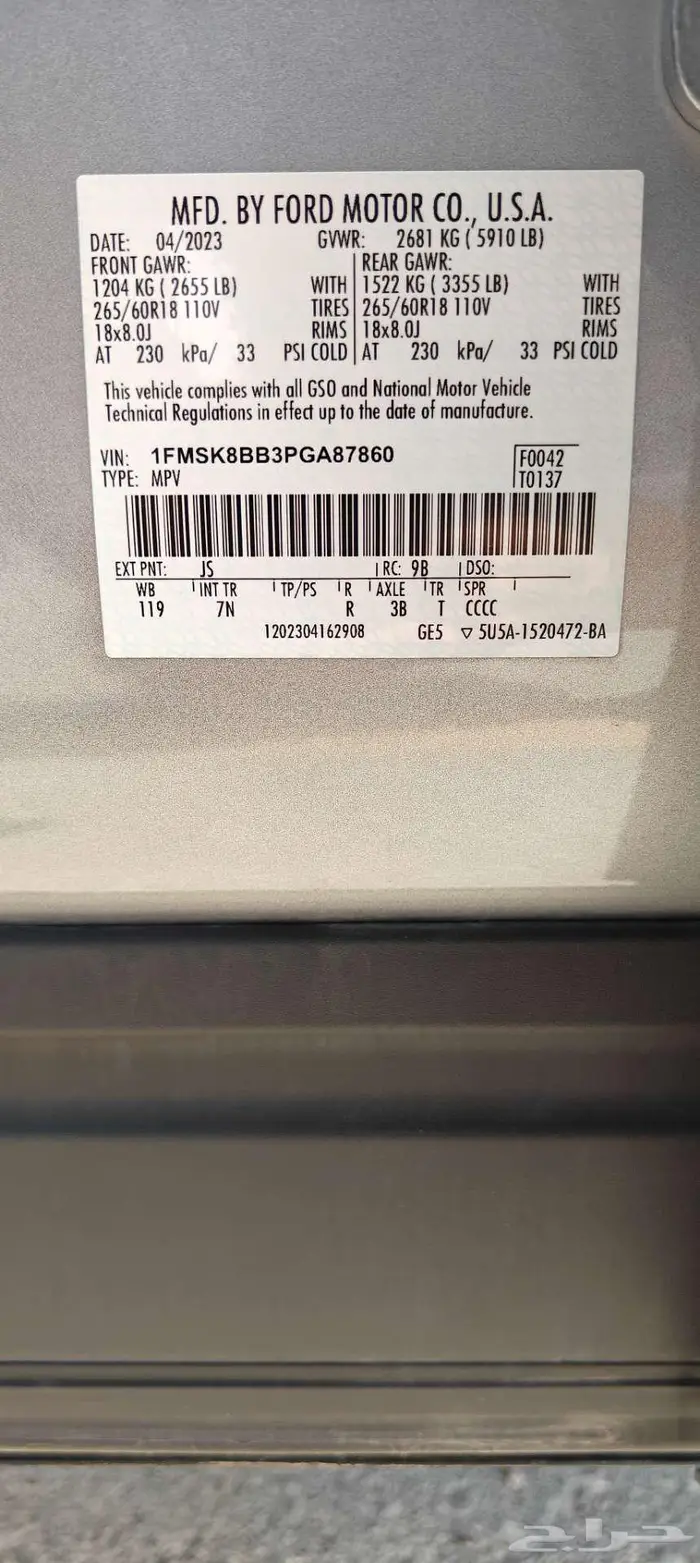 MFD. BY FORD MOTOR CO., U.S.A.
DATE: 04/2023 GVWR: 2681 KG ( 5910 LB)
FRONT GAWR: REAR GAWR:
1204 KG ( 2655 LB) WITH 1522 KG ( 3355 LB) WITH
265/60R18 110V TIRES 265/60R18 110V TIRES
18x8.0J RIMS 18x8.0J RIMS
AT 230 kPa/ 33 PSI COLD AT 230 kPa/ 33 PSI COLD
This vehicle complies with all GSO and National Motor Vehicle
Technical Regulations in effect up to the date of manufacture.
VIN: 1FMSK8BB3PGA87860 F0042
TYPE: MPV T0137
EXT PNT: JS RC: 9B DSO:
WB INT TR TP/PS R AXLE TR SPR
119 7N R 3B T CCCC
1202304162908 GE5 ▽ 5U5A-1520472-BA
حراج